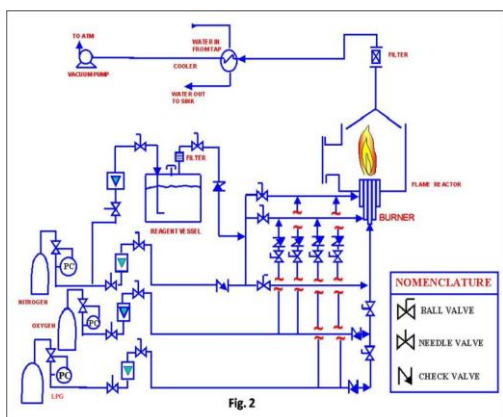 TO ATM
VACUUM PUMP
WATER IN
FROM TAP
COOLER
WATER OUT
TO SINK
FILTER
FILTER
REAGENT VESSEL
FLAME REACTOR
BURNER
PC
NITROGEN
PC
OXYGEN
PC
LPG
NOMENCLATURE
BALL VALVE
NEEDLE VALVE
CHECK VALVE
Fig. 2